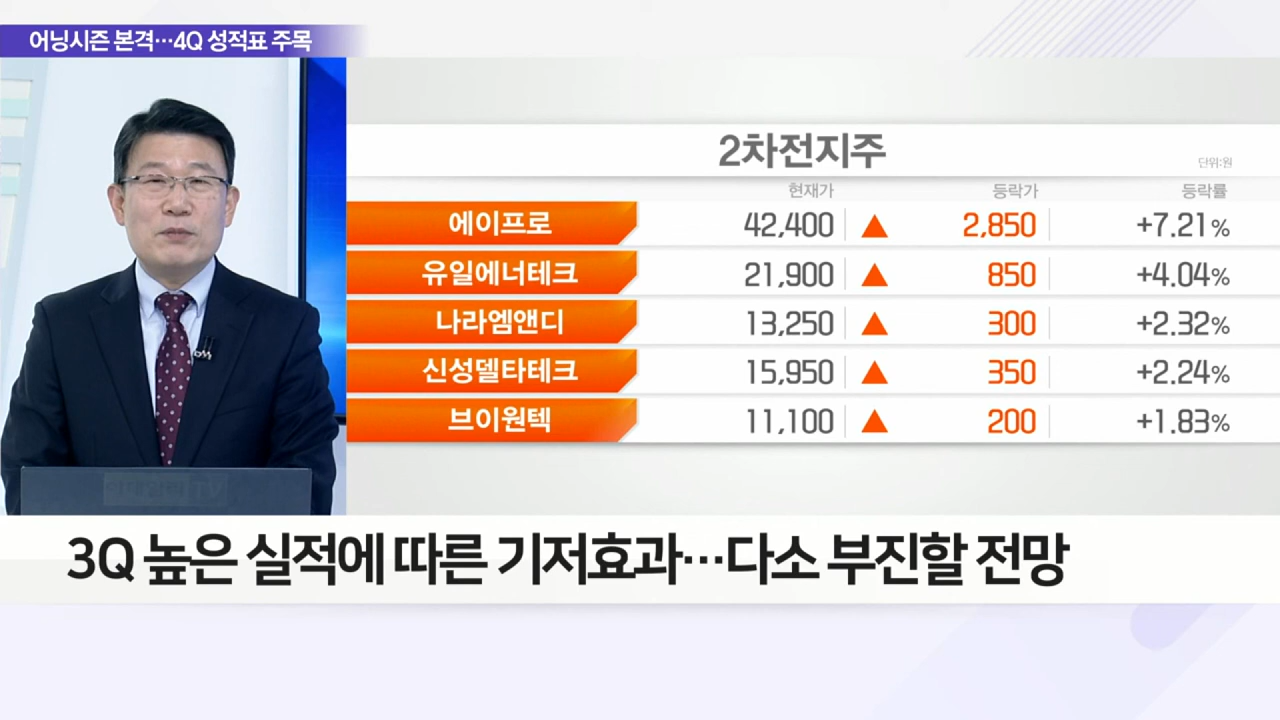 어닝시즌 본격…4Q 성적표 주목
2차전지주
단위:원
현재가 등락가 등락률
에이프로 42,400 ▲ 2,850 +7.21%
유일에너테크 21,900 ▲ 850 +4.04%
나라엠앤디 13,250 ▲ 300 +2.32%
신성델타테크 15,950 ▲ 350 +2.24%
브이원텍 11,100 ▲ 200 +1.83%
이데일리 TV
3Q 높은 실적에 따른 기저효과…다소 부진할 전망